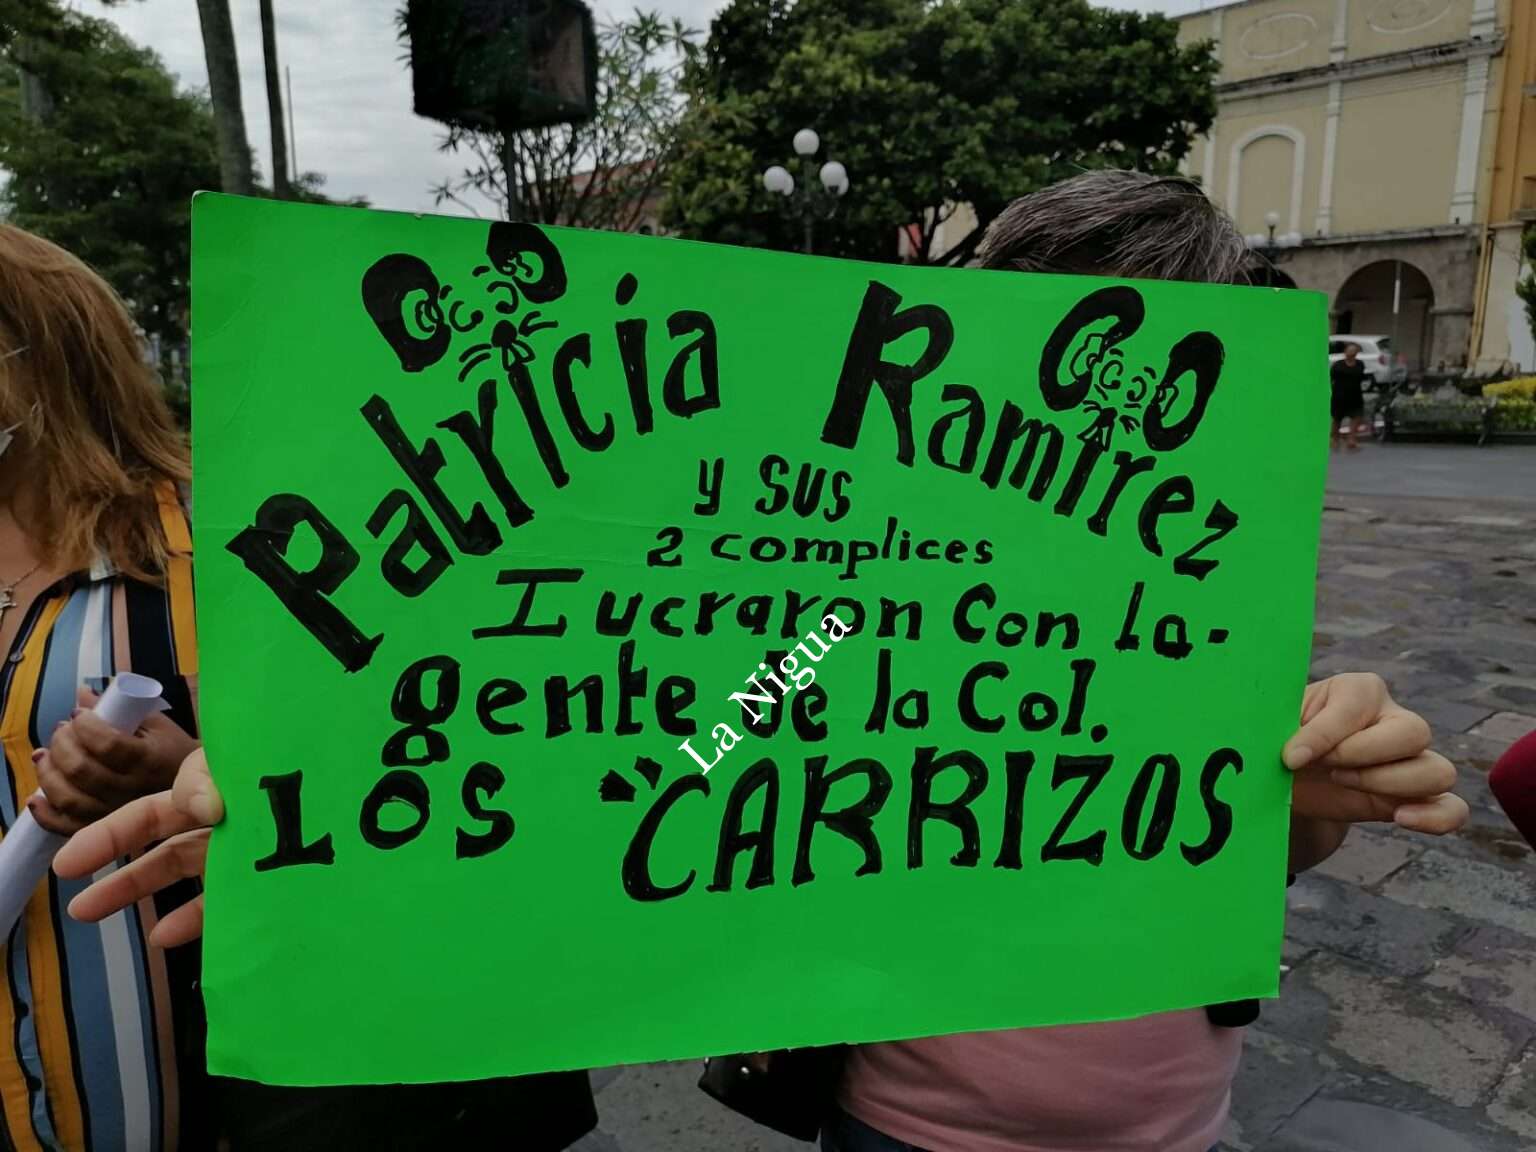 Patricia Ramirez
y sus
2 complices
Lucraron Con la-
gente de la Col.
Los "CARRIZOS
La Nigua